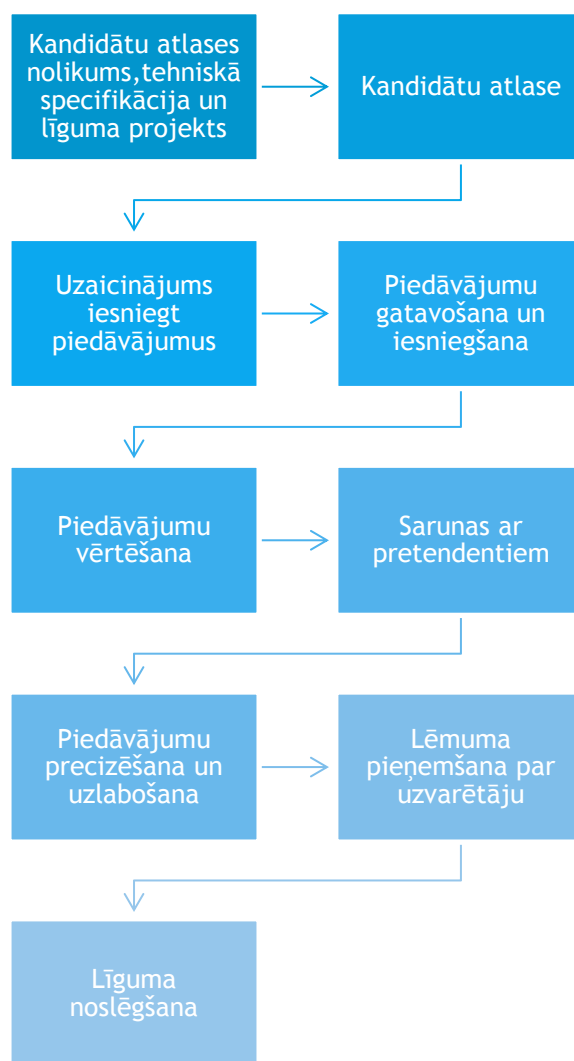 Kandidātu atlases
nolikums,tehniskā
specifikācija un
līguma projekts
Kandidātu atlase
Uzaicinājums
iesniegt
piedāvājumus
Piedāvājumu
gatavošana un
iesniegšana
Piedāvājumu
vērtēšana
Sarunas ar
pretendentiem
Piedāvājumu
precizēšana un
uzlabošana
Lēmuma
pieņemšana par
uzvarētāju
Līguma
noslēgšana